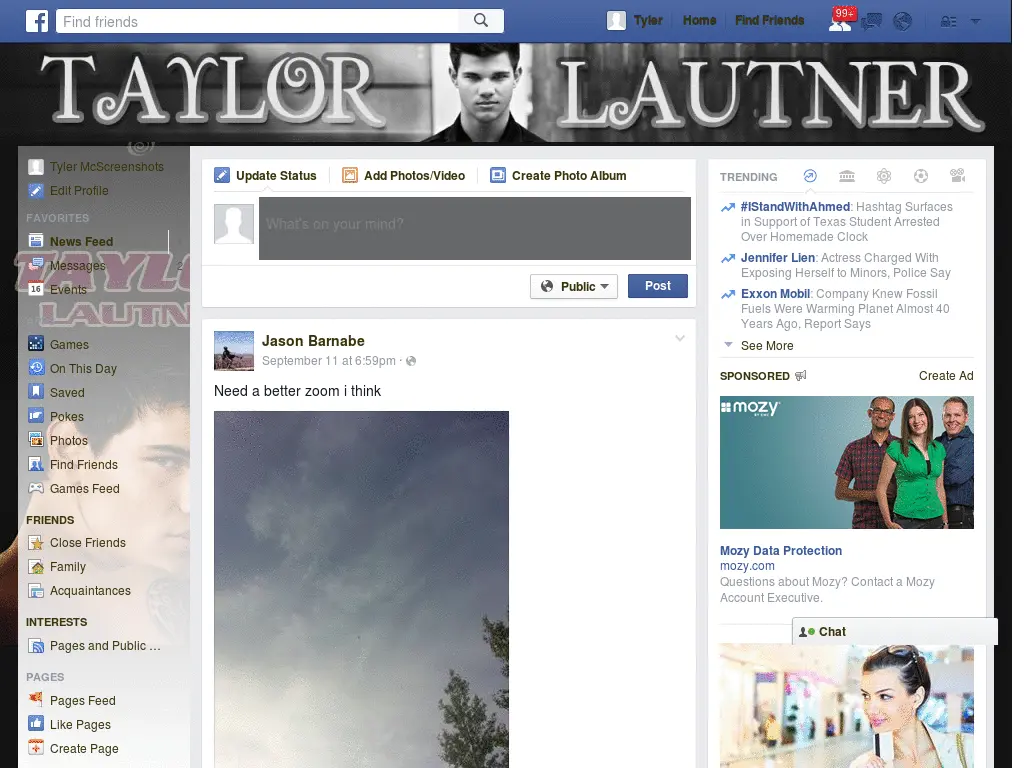 Find friends
Tyler
Home
Find Friends
99+
TAYLOR LAUTNER
Tyler McScreenshots
Edit Profile
FAVORITES
News Feed
Messages
2
Events
16
TAYLO
LAUTN
Games
On This Day
Saved
Pokes
Photos
Find Friends
Games Feed
FRIENDS
Close Friends
Family
Acquaintances
INTERESTS
Pages and Public ...
PAGES
Pages Feed
Like Pages
Create Page
Update Status
Add Photos/Video
Create Photo Album
What's on your mind?
Public
Post
Jason Barnabe
September 11 at 6:59pm ·
Need a better zoom i think
TRENDING
#IStandWithAhmed: Hashtag Surfaces
in Support of Texas Student Arrested
Over Homemade Clock
Jennifer Lien: Actress Charged With
Exposing Herself to Minors, Police Say
Exxon Mobil: Company Knew Fossil
Fuels Were Warming Planet Almost 40
Years Ago, Report Says
See More
SPONSORED
Create Ad
mozy
BY EMC
Mozy Data Protection
mozy.com
Questions about Mozy? Contact a Mozy
Account Executive.
Chat